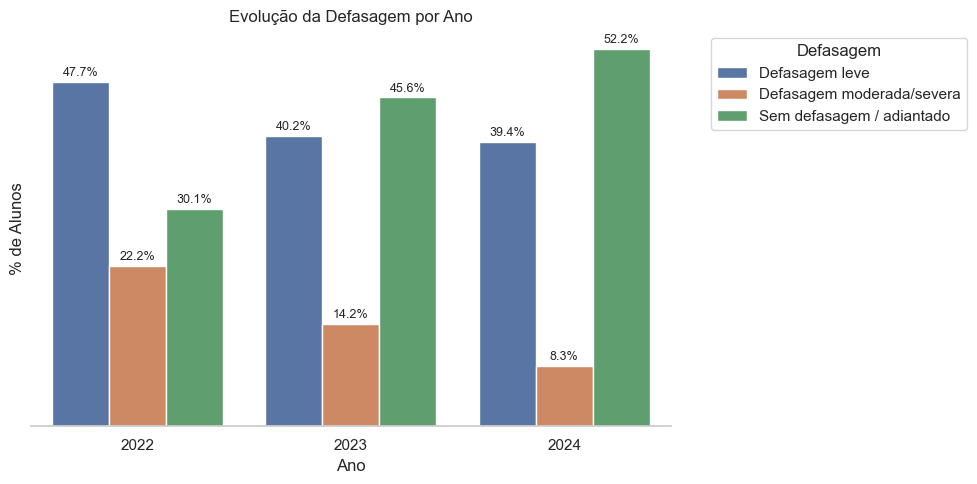 Evolução da Defasagem por Ano
Defasagem
Defasagem leve
Defasagem moderada/severa
Sem defasagem / adiantado
% de Alunos
47.7%
22.2%
30.1%
40.2%
14.2%
45.6%
39.4%
8.3%
52.2%
2022
2023
2024
Ano